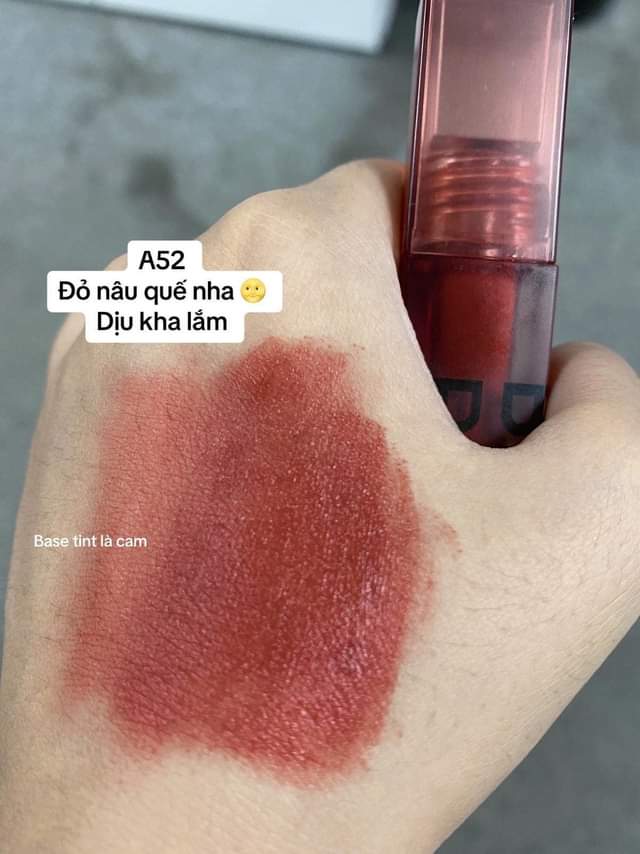 A52
Đỏ nâu quế nha 🌝
Dịu kha lắm
Base tint là cam